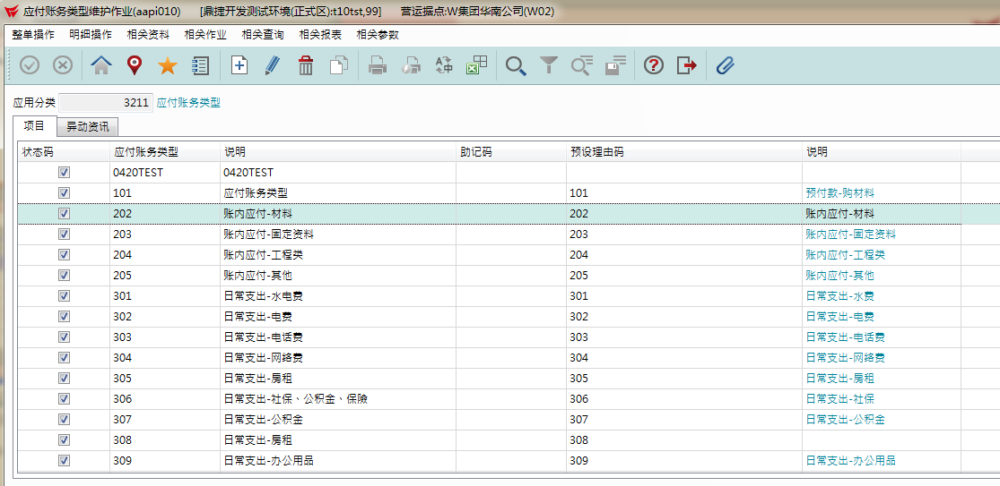 应付账务类型维护作业(aapi010) [鼎捷开发测试环境(正式区):t10tst,99] 营运据点:W集团华南公司(W02)
整单操作 明细操作 相关资料 相关作业 相关查询 相关报表 相关参数
应用分类 3211 应付账务类型
项目 异动资讯
状态码 应付账务类型 说明 助记码 预设理由码 说明
0420TEST 0420TEST
101 应付账务类型 101 预付款-购材料
202 账内应付-材料 202 账内应付-材料
203 账内应付-固定资料 203 账内应付-固定资料
204 账内应付-工程类 204 账内应付-工程类
205 账内应付-其他 205 账内应付-其他
301 日常支出-水电费 301 日常支出-水费
302 日常支出-电费 302 日常支出-电费
303 日常支出-电话费 303 日常支出-电话费
304 日常支出-网络费 304 日常支出-网络费
305 日常支出-房租 305 日常支出-房租
306 日常支出-社保、公积金、保险 306 日常支出-社保
307 日常支出-公积金 307 日常支出-公积金
308 日常支出-房租 308
309 日常支出-办公用品 309 日常支出-办公用品